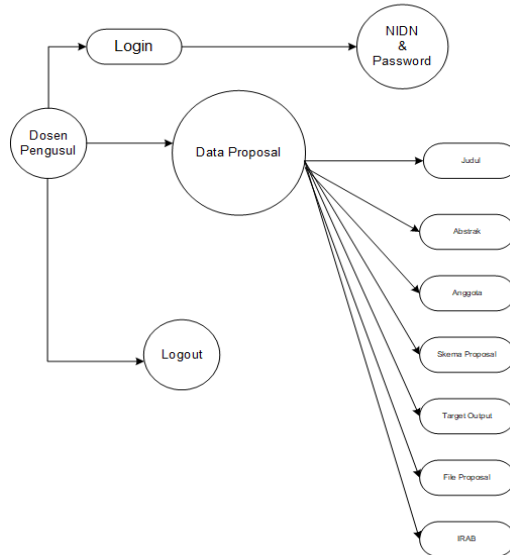 Login
NIDN
&
Password
Dosen
Pengusul
Data Proposal
Judul
Abstrak
Anggota
Skema Proposal
Logout
Target Output
File Proposal
IRAB